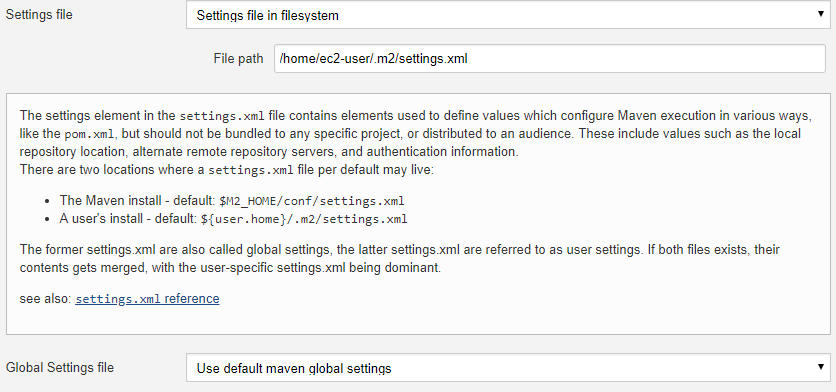 Settings file
Settings file in filesystem
File path
/home/ec2-user/.m2/settings.xml
The settings element in the settings.xml file contains elements used to define values which configure Maven execution in various ways,
like the pom.xml, but should not be bundled to any specific project, or distributed to an audience. These include values such as the local
repository location, alternate remote repository servers, and authentication information.
There are two locations where a settings.xml file per default may live:
• The Maven install - default: $M2_HOME/conf/settings.xml
• A user's install - default: ${user.home}/.m2/settings.xml
The former settings.xml are also called global settings, the latter settings.xml are referred to as user settings. If both files exists, their
contents gets merged, with the user-specific settings.xml being dominant.
see also: settings.xml reference
Global Settings file
Use default maven global settings